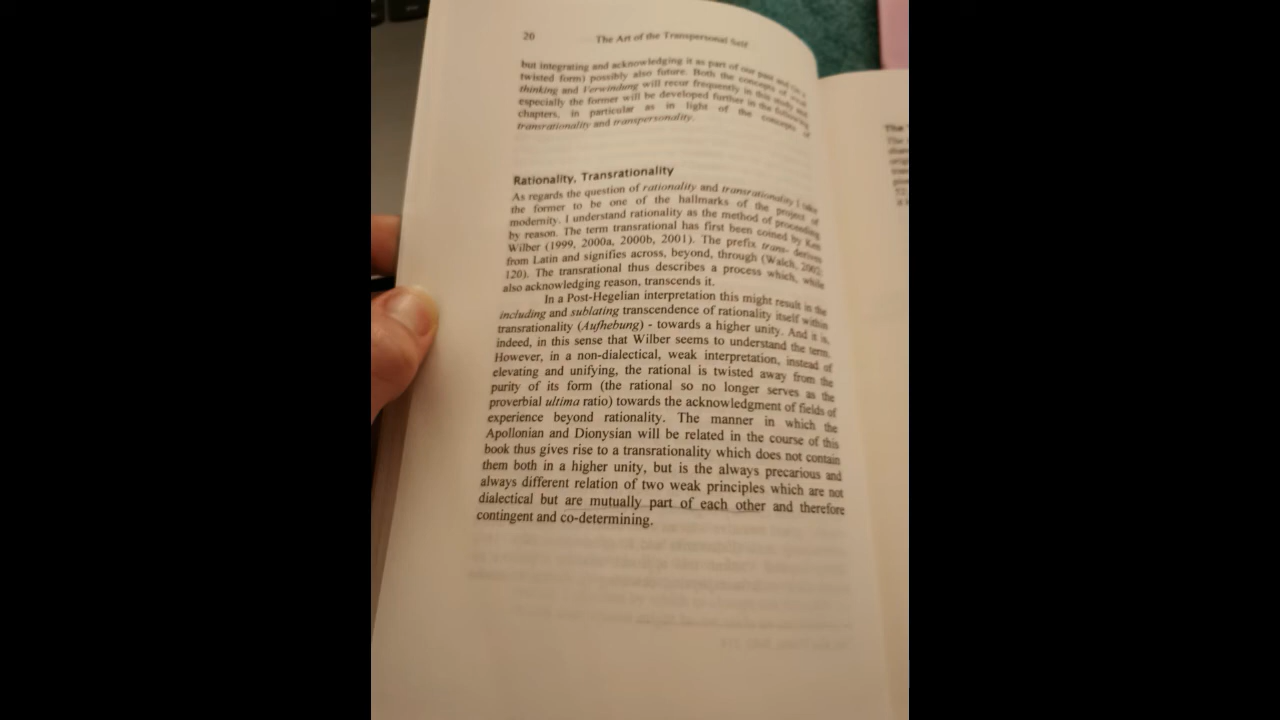 20
The Art of the Transpersonal Self
but integrating and acknowledging it as part of our past and (in a
twisted form) possibly also future. Both the concepts of
thinking and Verwindung will recur frequently in this study and
especially the former will be developed further in the following
chapters, in particular as in light of the concepts of
transrationality and transpersonality.
Rationality, Transrationality
As regards the question of rationality and transrationality I take
the former to be one of the hallmarks of the project of
modernity. I understand rationality as the method of proceeding
by reason. The term transrational has first been coined by Ken
Wilber (1999, 2000a, 2000b, 2001). The prefix trans- derives
from Latin and signifies across, beyond, through (Walch, 2002,
120). The transrational thus describes a process which, while
also acknowledging reason, transcends it.
In a Post-Hegelian interpretation this might result in the
including and sublating transcendence of rationality itself within
transrationality (Aufhebung) - towards a higher unity. And it is,
indeed, in this sense that Wilber seems to understand the term.
However, in a non-dialectical, weak interpretation, instead of
elevating and unifying, the rational is twisted away from the
purity of its form (the rational so no longer serves as the
proverbial ultima ratio) towards the acknowledgment of fields of
experience beyond rationality. The manner in which the
Apollonian and Dionysian will be related in the course of this
book thus gives rise to a transrationality which does not contain
them both in a higher unity, but is the always precarious and
always different relation of two weak principles which are not
dialectical but are mutually part of each other and therefore
contingent and co-determining.